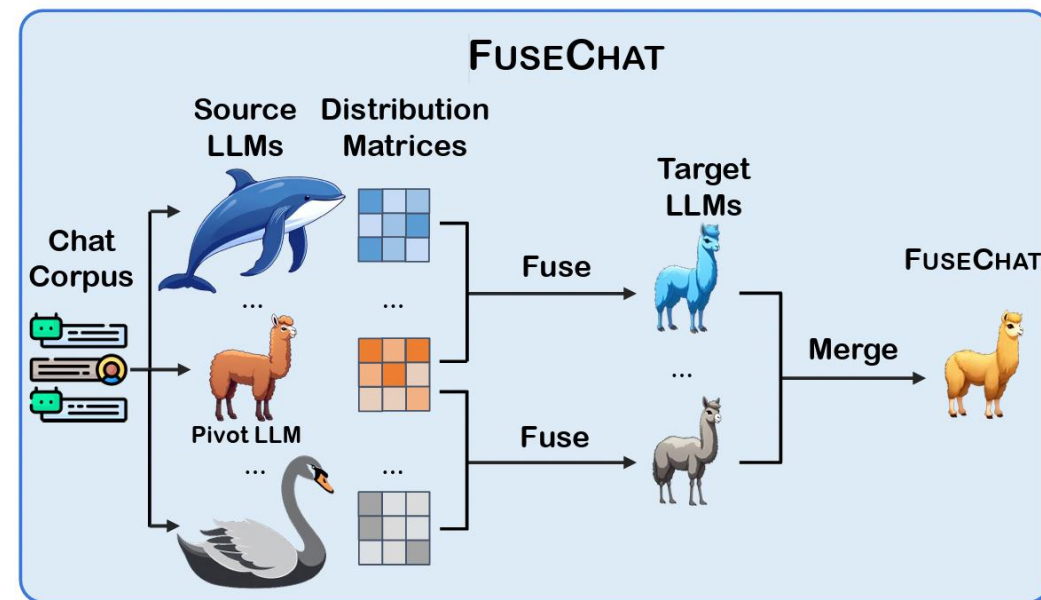 FUSECHAT
Source
LLMs
Distribution
Matrices
Chat
Corpus
...
...
Pivot LLM
...
...
Fuse
Fuse
Target
LLMs
...
Merge
FUSECHAT